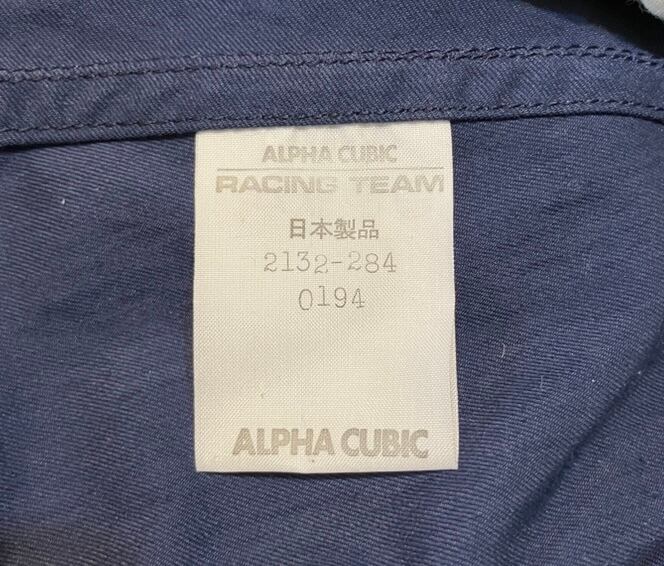 ALPHA CUBIC
RACING TEAM
日本製品
2132-284
0194
ALPHA CUBIC